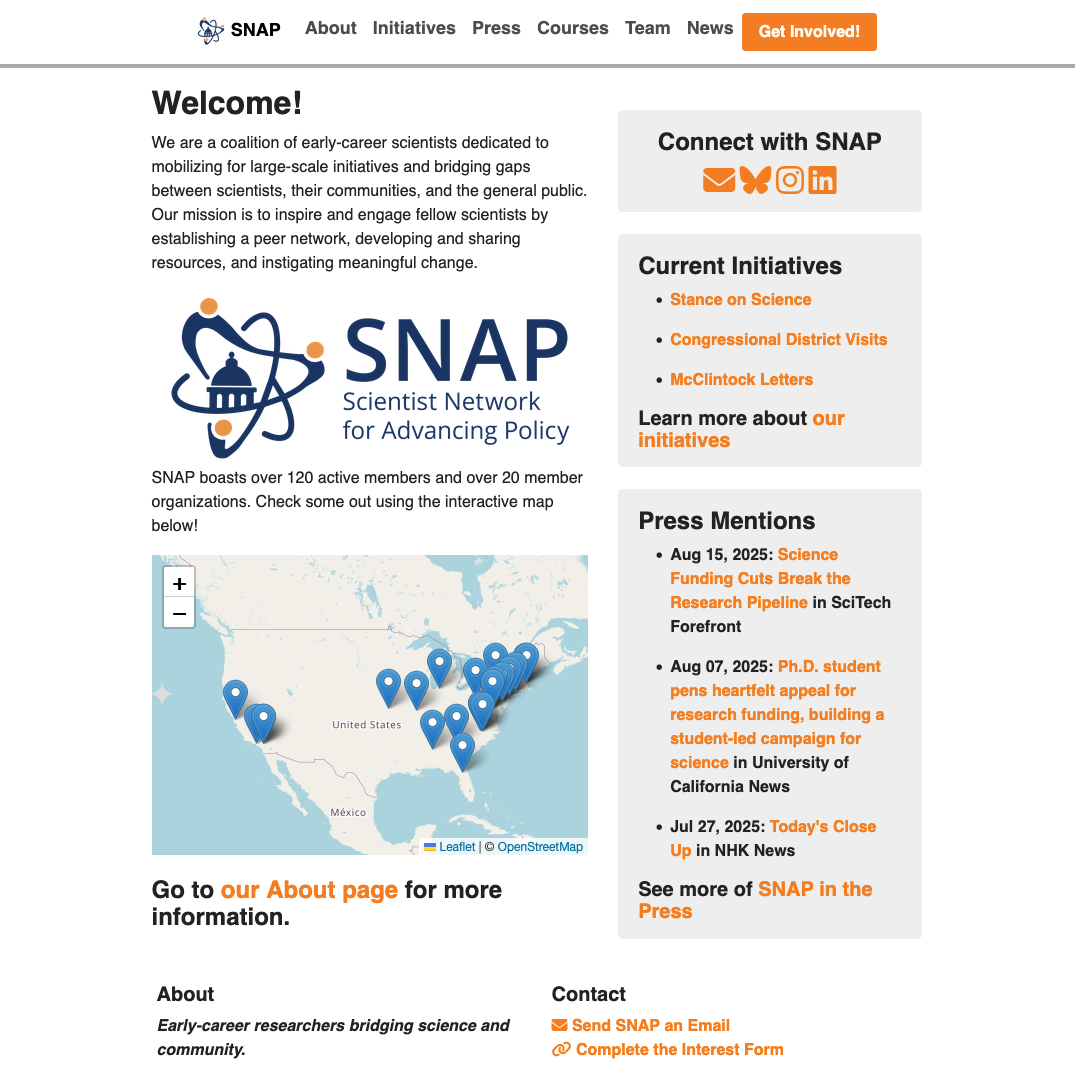 SNAP About Initiatives Press Courses Team News Get Involved!
Welcome!
We are a coalition of early-career scientists dedicated to
mobilizing for large-scale initiatives and bridging gaps
between scientists, their communities, and the general public.
Our mission is to inspire and engage fellow scientists by
establishing a peer network, developing and sharing
resources, and instigating meaningful change.
SNAP
Scientist Network
for Advancing Policy
SNAP boasts over 120 active members and over 20 member
organizations. Check some out using the interactive map
below!
+
−
United States
México
Leaflet | © OpenStreetMap
Go to our About page for more
information.
Connect with SNAP
Current Initiatives
• Stance on Science
• Congressional District Visits
• McClintock Letters
Learn more about our
initiatives
Press Mentions
• Aug 15, 2025: Science
Funding Cuts Break the
Research Pipeline in SciTech
Forefront
• Aug 07, 2025: Ph.D. student
pens heartfelt appeal for
research funding, building a
student-led campaign for
science in University of
California News
• Jul 27, 2025: Today's Close
Up in NHK News
See more of SNAP in the
Press
About
Early-career researchers bridging science and
community.
Contact
Send SNAP an Email
Complete the Interest Form